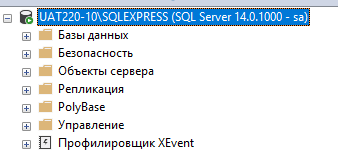 UAT220-10\SQLEXPRESS (SQL Server 14.0.1000 - sa)
Базы данных
Безопасность
Объекты сервера
Репликация
PolyBase
Управление
Профилировщик XEvent